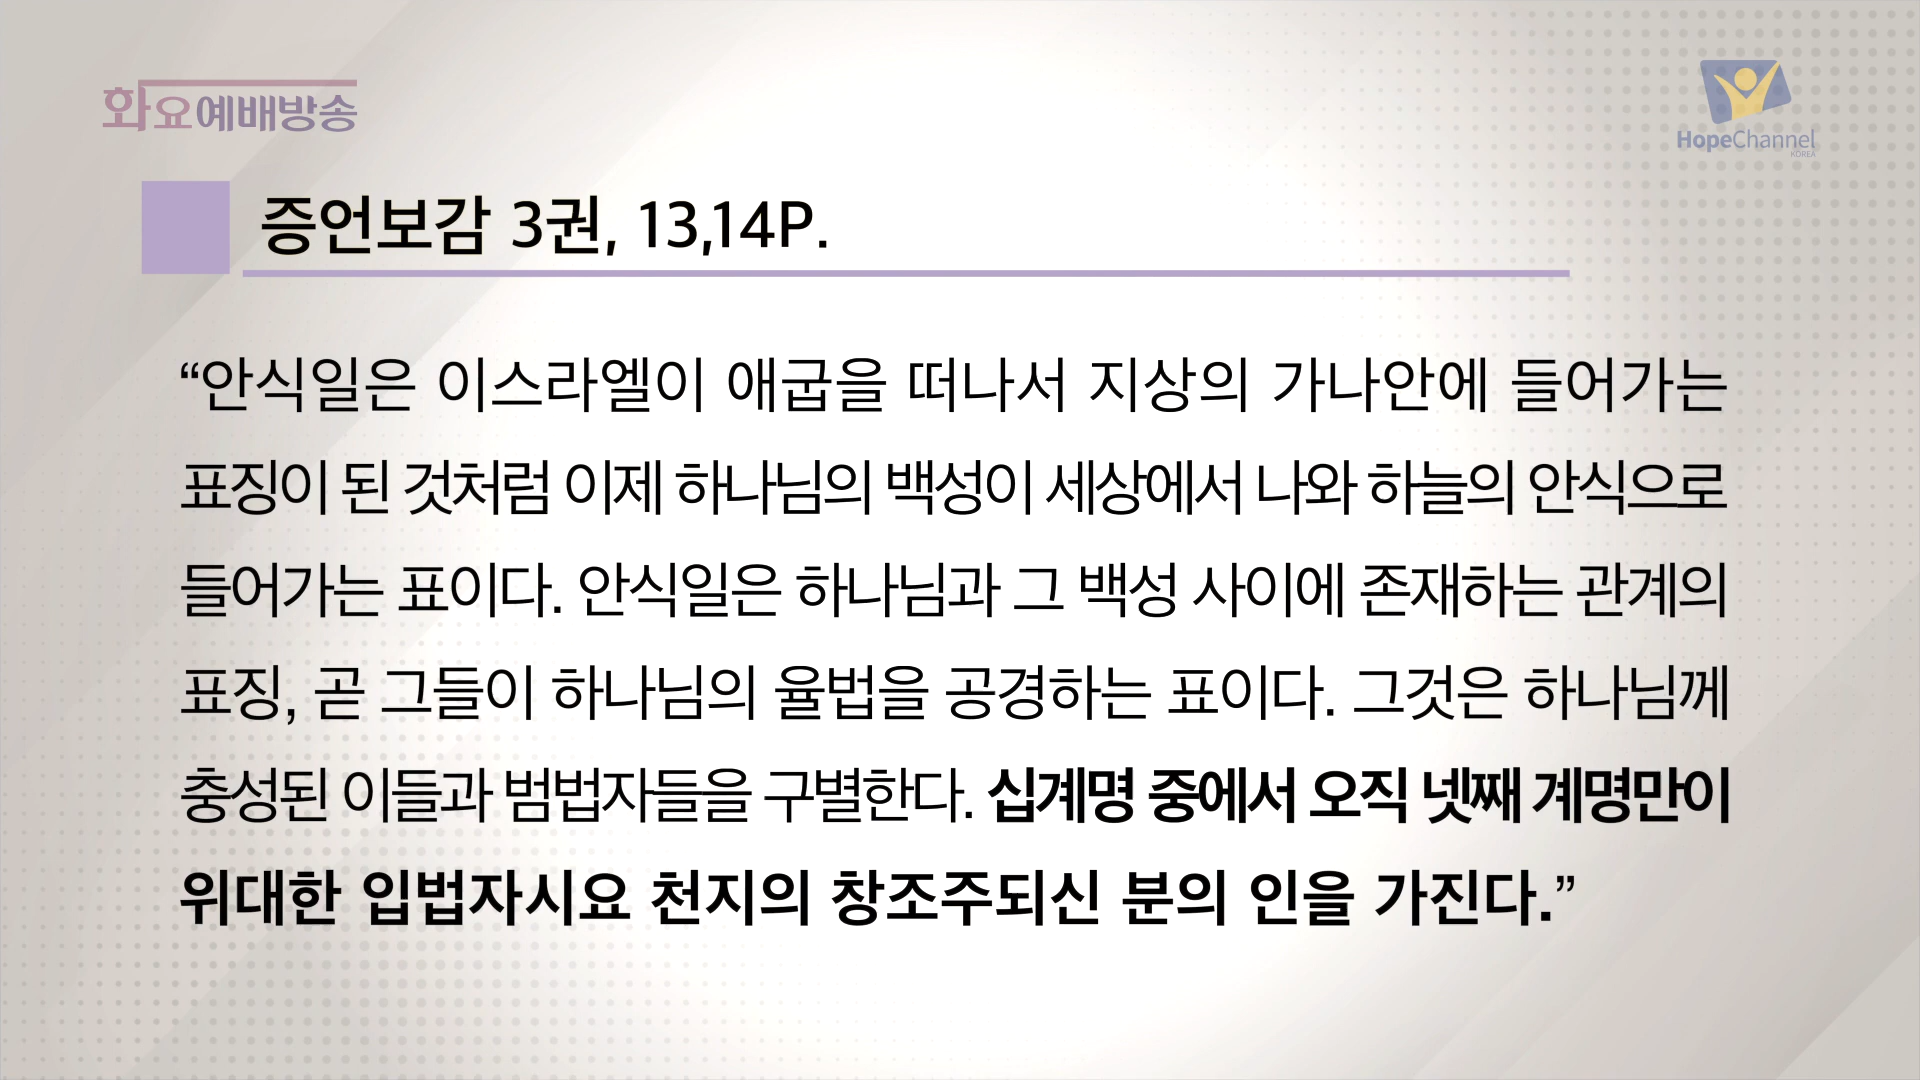 화요예배방송
HopeChannel
KOREA
증언보감 3권, 13,14P.
“안식일은 이스라엘이 애굽을 떠나서 지상의 가나안에 들어가는
표징이 된 것처럼 이제 하나님의 백성이 세상에서 나와 하늘의 안식으로
들어가는 표이다. 안식일은 하나님과 그 백성 사이에 존재하는 관계의
표징, 곧 그들이 하나님의 율법을 공경하는 표이다. 그것은 하나님께
충성된 이들과 범법자들을 구별한다. 십계명 중에서 오직 넷째 계명만이
위대한 입법자시요 천지의 창조주되신 분의 인을 가진다.”